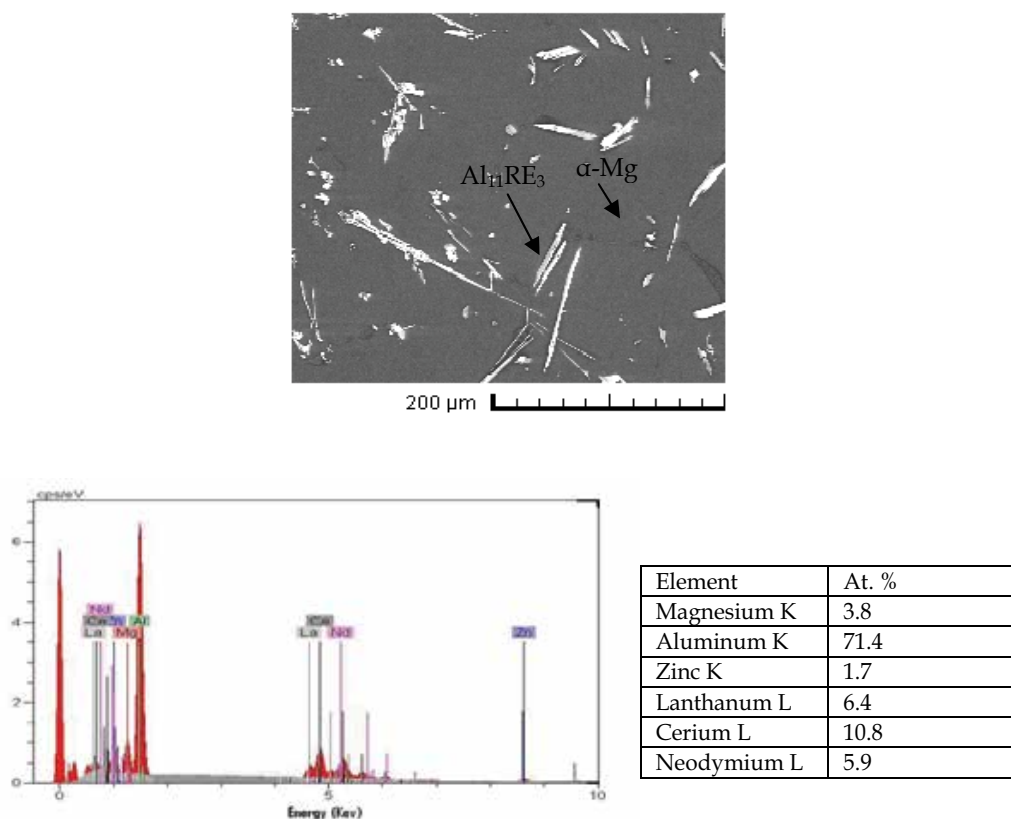 Al₁₁RE₃ α-Mg
200 µm
cps/eV
6
4
2
0
Nd
Ce Zn
La Mg Al
Ce
La Nd
Zn
0 5 10
Energy (Kev)
Element At. %
Magnesium K 3.8
Aluminum K 71.4
Zinc K 1.7
Lanthanum L 6.4
Cerium L 10.8
Neodymium L 5.9